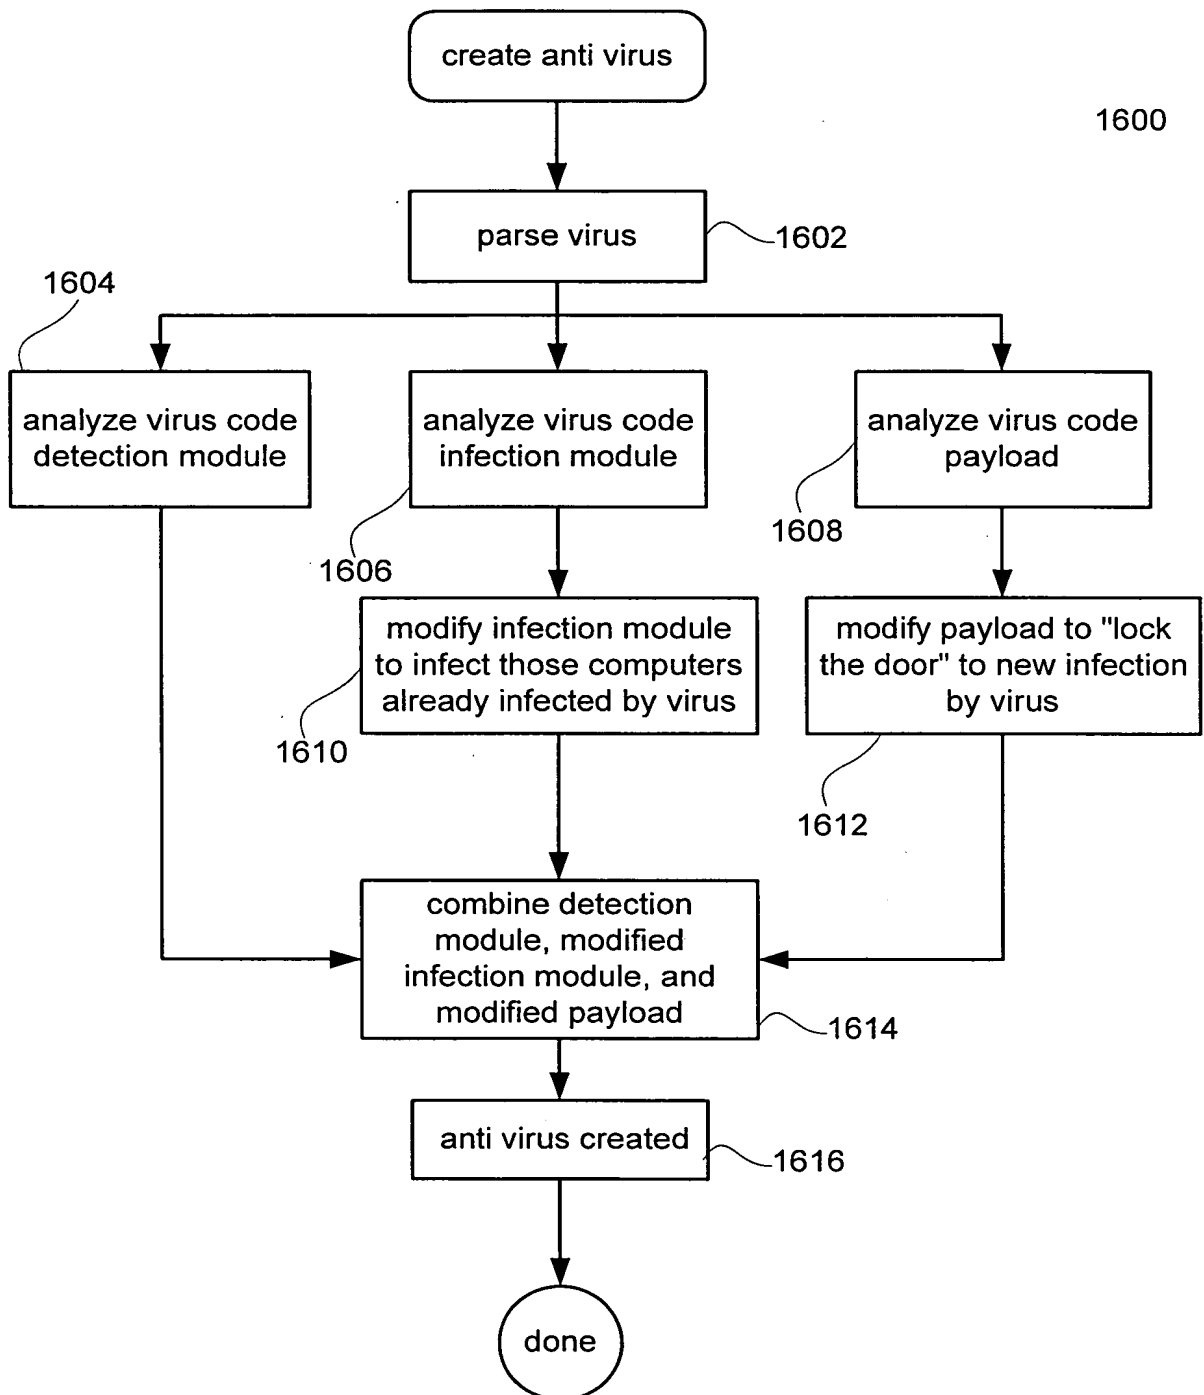 create anti virus
1600
parse virus
1602
1604
analyze virus code
detection module
analyze virus code
infection module
analyze virus code
payload
1606
1608
modify infection module
to infect those computers
already infected by virus
modify payload to "lock
the door" to new infection
by virus
1610
1612
combine detection
module, modified
infection module, and
modified payload
1614
anti virus created
1616
done